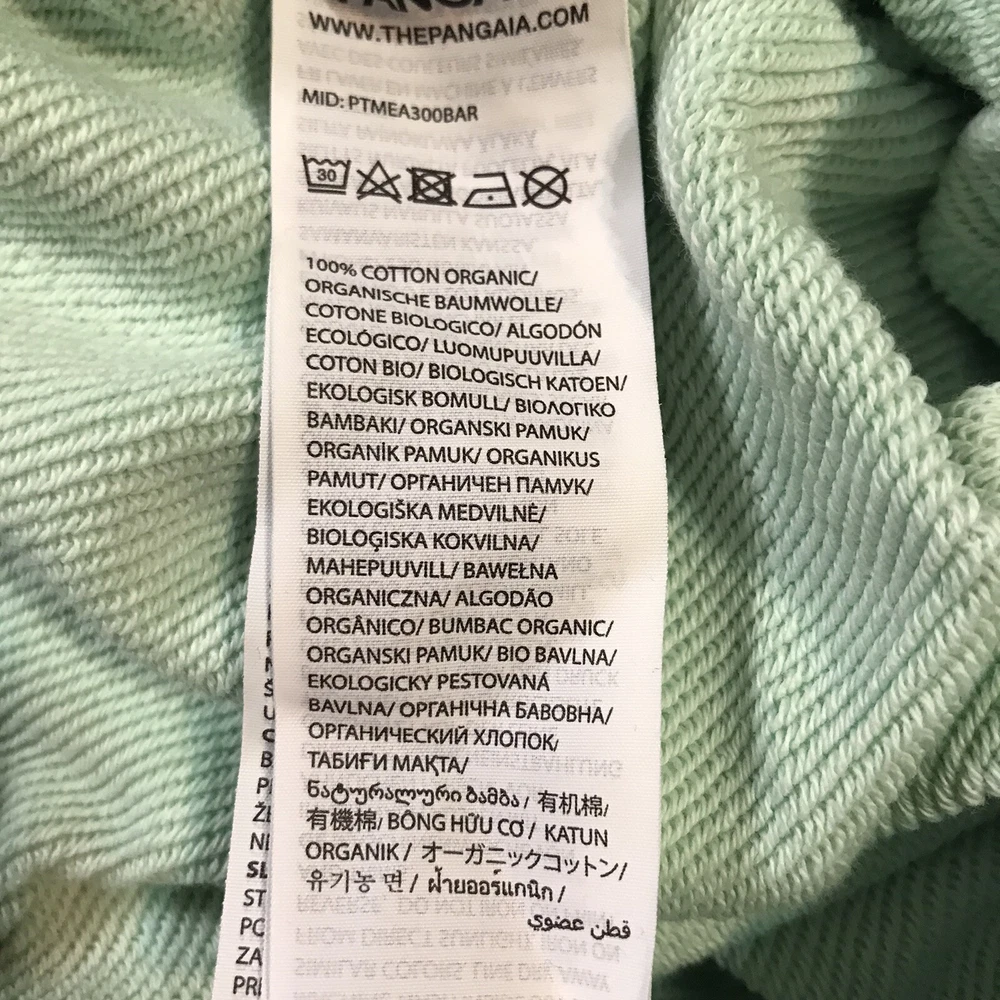 WWW.THEPANGAIA.COM
MID: PTMEA300BAR
30
100% COTTON ORGANIC/
ORGANISCHE BAUMWOLLE/
COTONE BIOLOGICO/ ALGODÓN
ECOLÓGICO/ LUOMUPUUVILLA/
COTON BIO/ BIOLOGISCH KATOEN/
EKOLOGISK BOMULL/ ΒΙΟΛΟΓΙΚΟ
ΒΑΜΒΑΚΙ/ ORGANSKI PAMUK/
ORGANİK PAMUK/ ORGANIKUS
PAMUT/ ОРГАНИЧЕН ПАМУК/
EKOLOGIŠKA MEDVILNĖ/
BIOLOĢISKA KOKVILNA/
MAHEPUUVILL/ BAWEŁNA
ORGANICZNA/ ALGODÃO
ORGÂNICO/ BUMBAC ORGANIC/
ORGANSKI PAMUK/ BIO BAVLNA/
EKOLOGICKY PESTOVANÁ
BAVLNA/ ОРГАНІЧНА БАВОВНА/
ОРГАНИЧЕСКИЙ ХЛОПОК/
ТАБИҒИ МАҚТА/
ნატურალური ბამბა/ 有机棉/
有機棉/ BÔNG HỮU CƠ/ KATUN
ORGANIK/ オーガニックコットン/
유기농 면/ ฝ้ายออร์แกนิก/
قطن عضوي